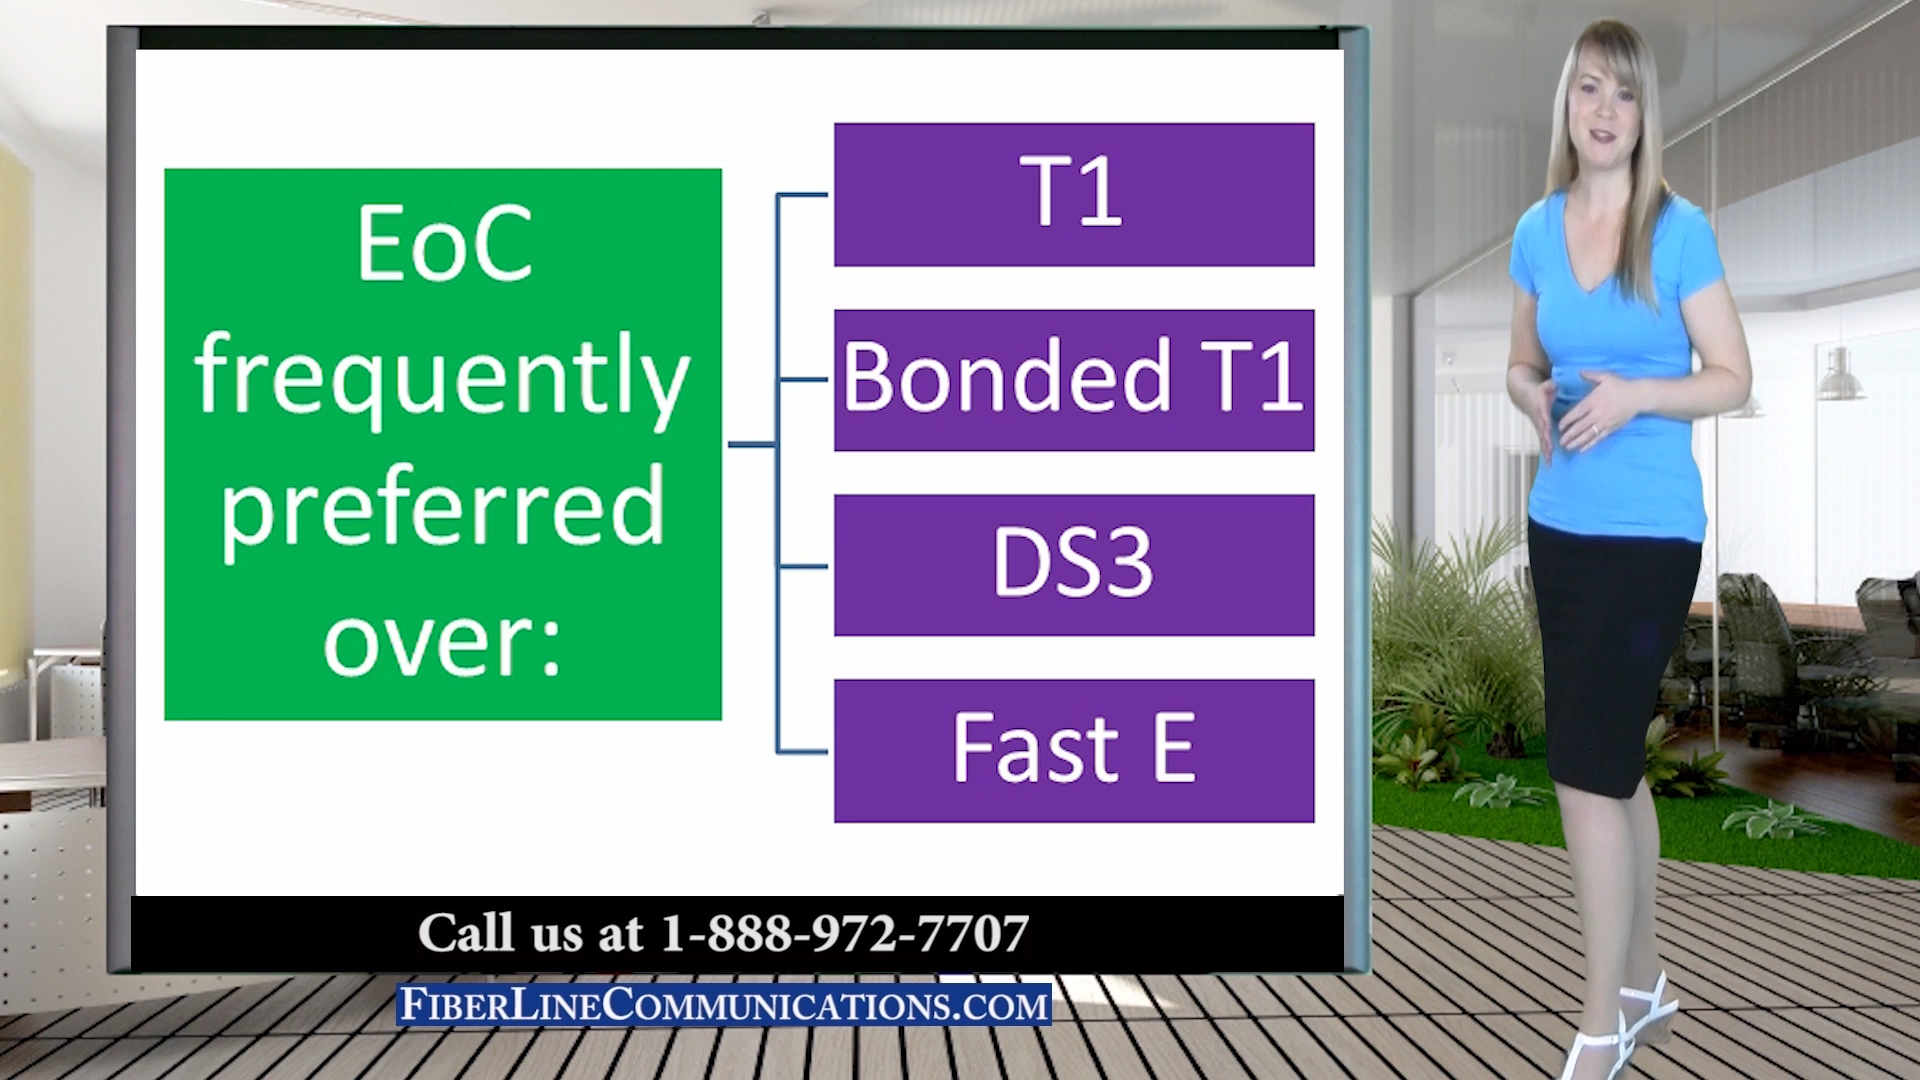 EoC
frequently
preferred
over:
T1
Bonded T1
DS3
Fast E
Call us at 1-888-972-7707
FIBERLINECOMMUNICATIONS.COM